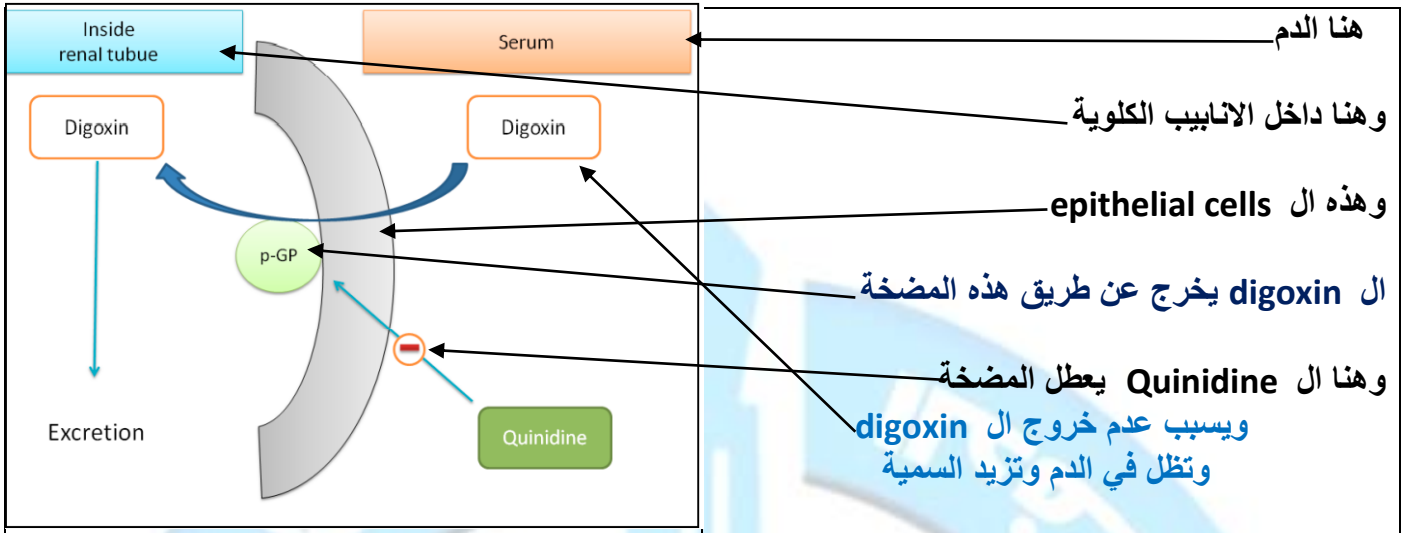 Inside
renal tubue
Serum
Digoxin
Digoxin
p-GP
Excretion
Quinidine
هنا الدم
وهنا داخل الانابيب الكلوية
وهذه ال epithelial cells
ال digoxin يخرج عن طريق هذه المضخة
وهنا ال Quinidine يعطل المضخة
ويسبب عدم خروج ال digoxin
وتظل في الدم وتزيد السمية